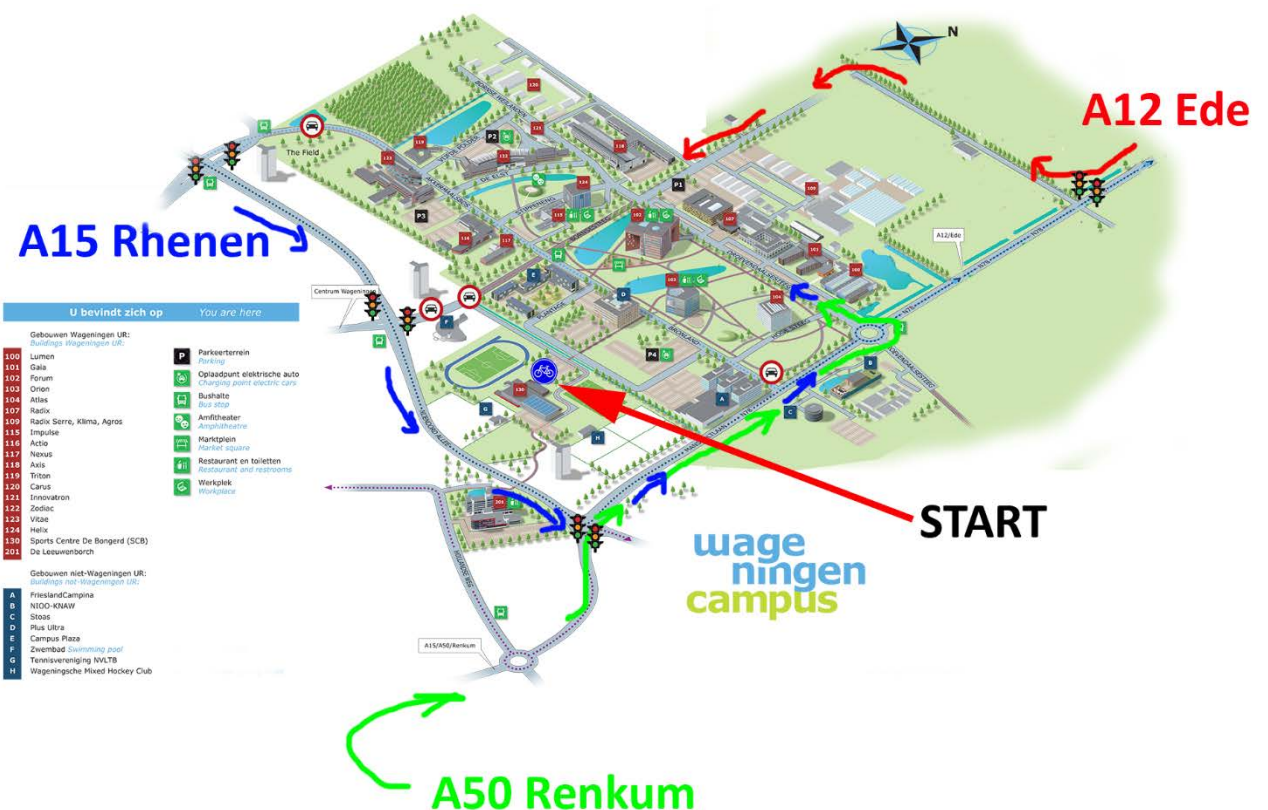 N
A12 Ede
A15 Rhenen
The Field
BORNSE WEILANDEN
DE ELST
P2
P1
P3
P4
A12/Ede
N781
Centrum Wageningen
U bevindt zich op You are here
Gebouwen Wageningen UR:
Buildings Wageningen UR:
100 Lumen
101 Gaia
102 Forum
103 Orion
104 Atlas
107 Radix
109 Radix Serre, Klima, Agros
115 Impulse
116 Actio
117 Nexus
118 Axis
119 Triton
120 Carus
121 Innovatron
122 Zodiac
123 Vitae
124 Helix
130 Sports Centre De Bongerd (SCB)
201 De Leeuwenborch
Gebouwen niet-Wageningen UR:
Buildings not-Wageningen UR:
A FrieslandCampina
B NIOO-KNAW
C Stoas
D Plus Ultra
E Campus Plaza
F Zwembad Swimming pool
G Tennisvereniging NVLTB
H Wageningsche Mixed Hockey Club
P Parkeerterrein
Parking
Oplaadpunt elektrische auto
Charging point electric cars
Bushalte
Bus stop
Amfitheater
Amphitheatre
Marktplein
Market square
Restaurant en toiletten
Restaurant and restrooms
Werkplek
Workplace
START
wage
ningen
campus
A15/A50/Renkum
A50 Renkum